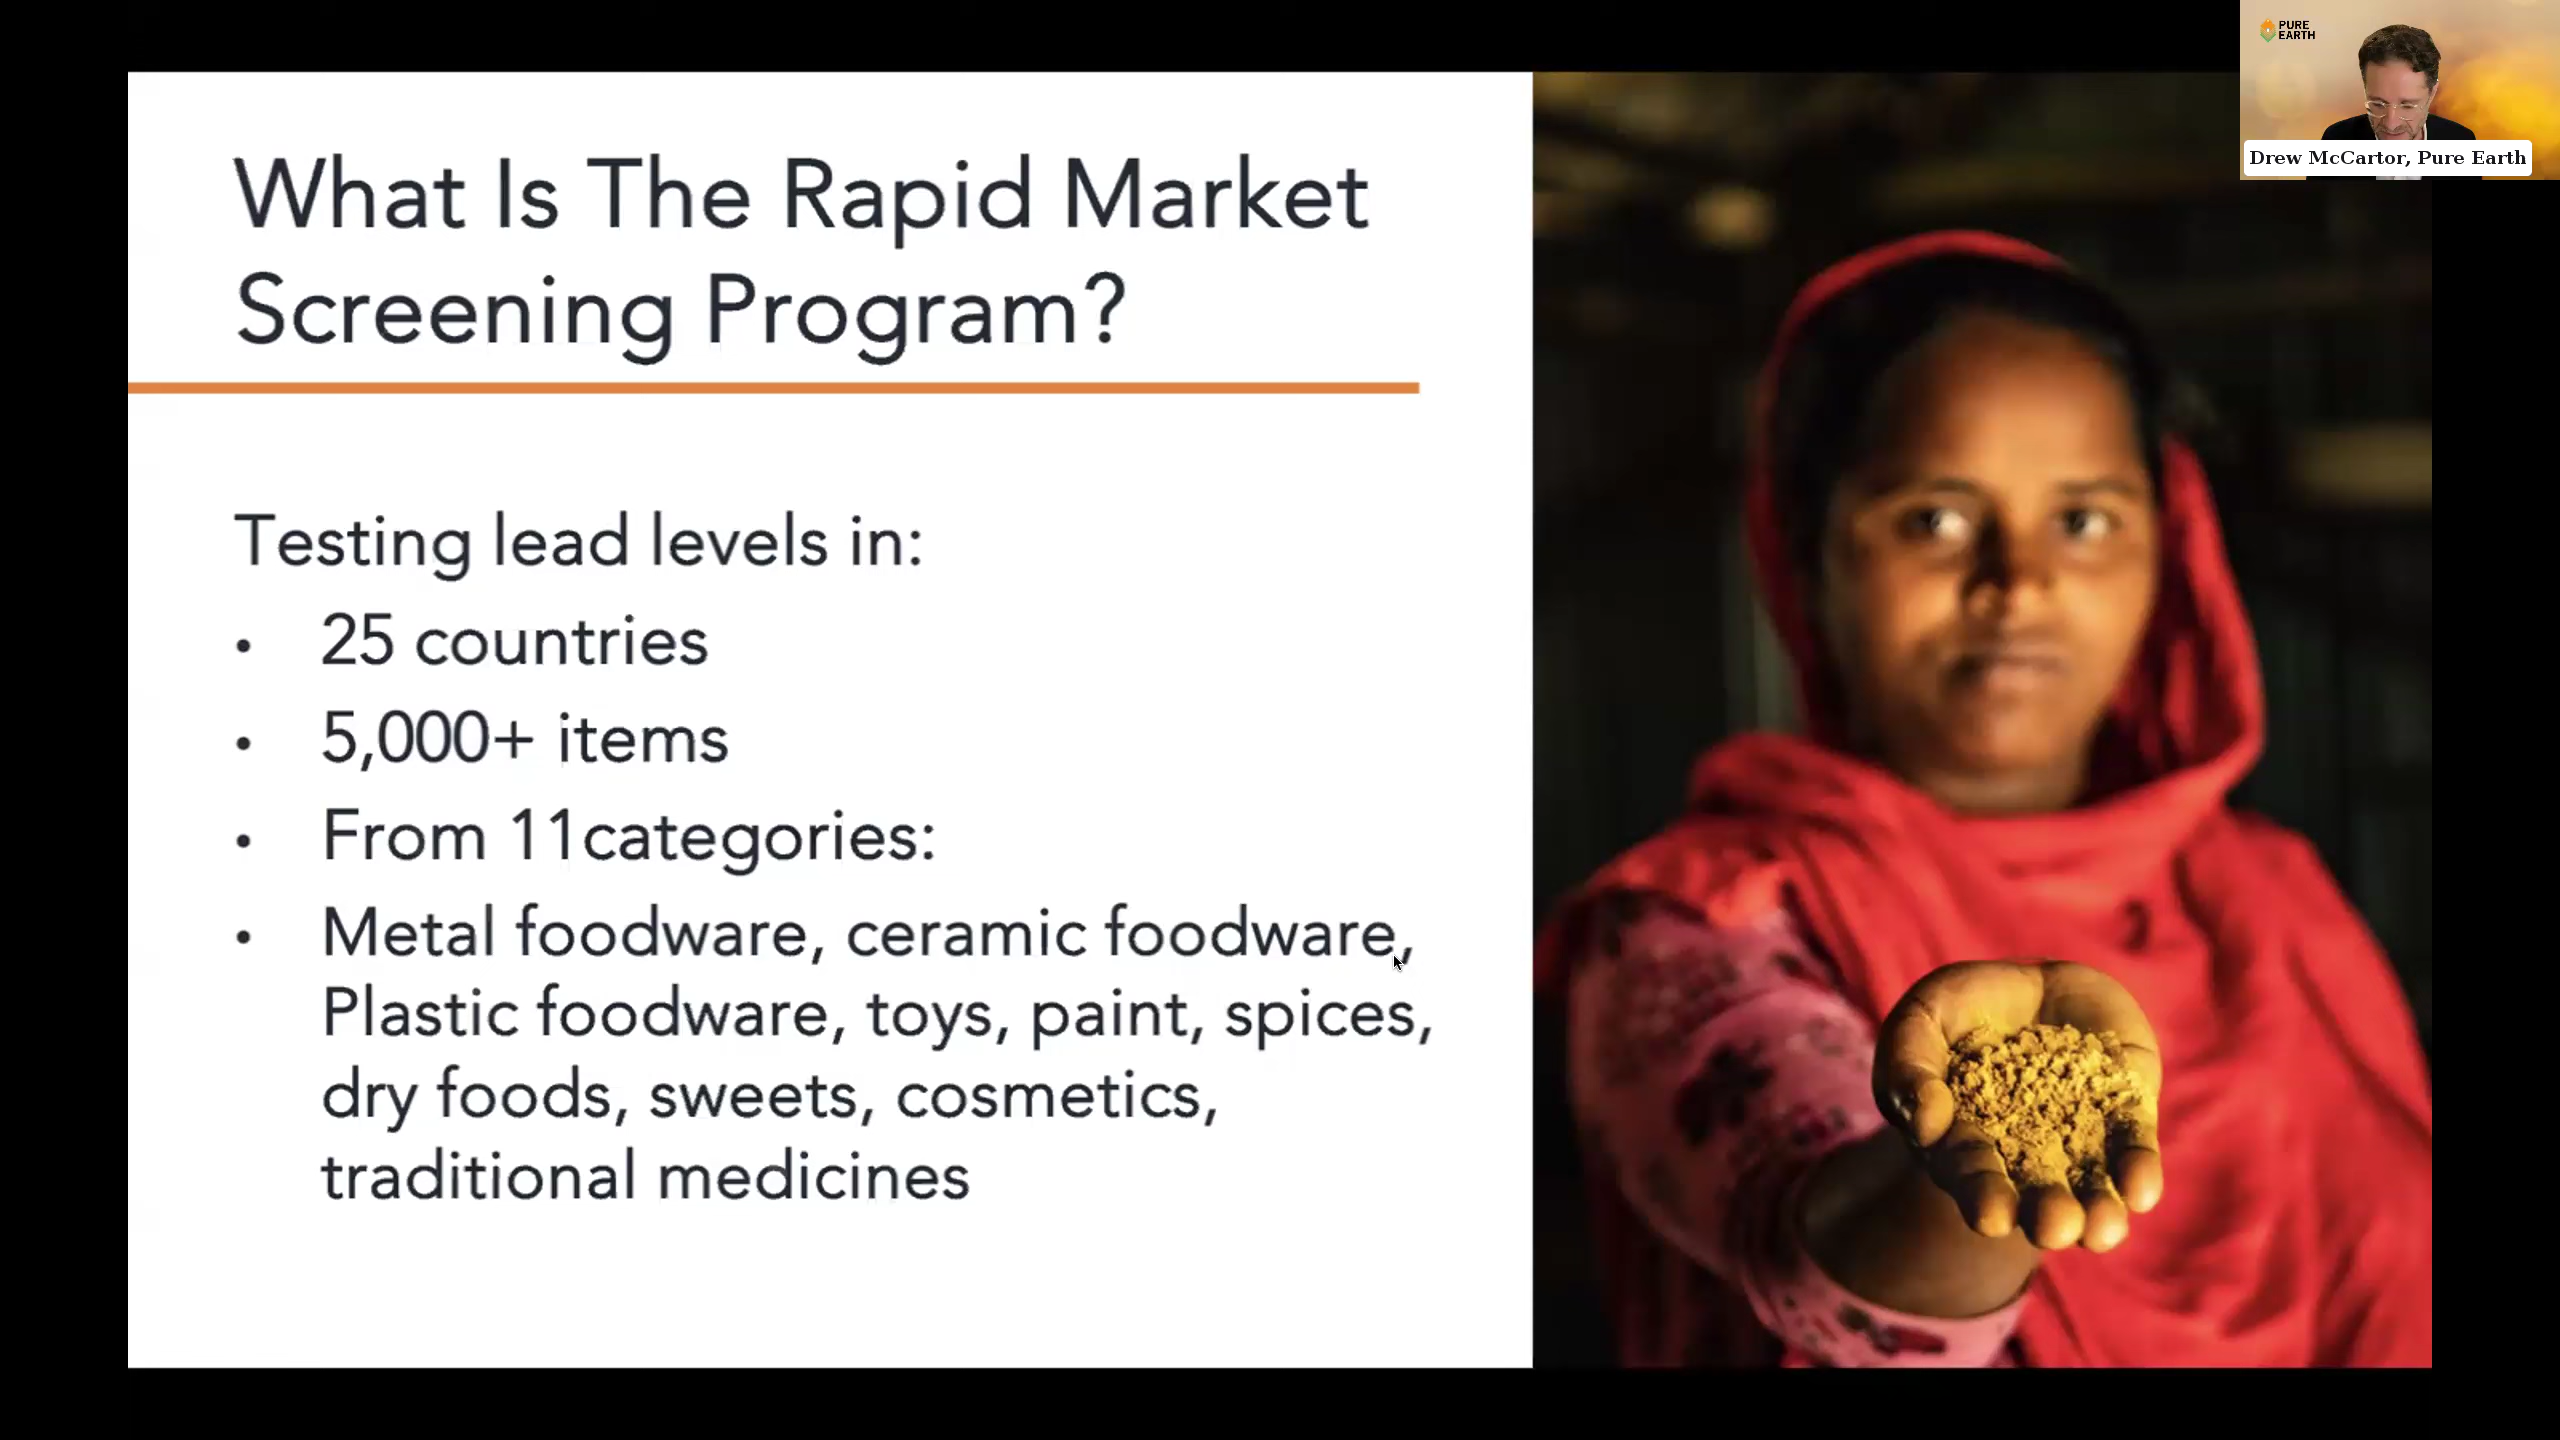 What Is The Rapid Market
Screening Program?
Testing lead levels in:
• 25 countries
• 5,000+ items
• From 11categories:
• Metal foodware, ceramic foodware,
Plastic foodware, toys, paint, spices,
dry foods, sweets, cosmetics,
traditional medicines
PURE
EARTH
Drew McCartor, Pure Earth